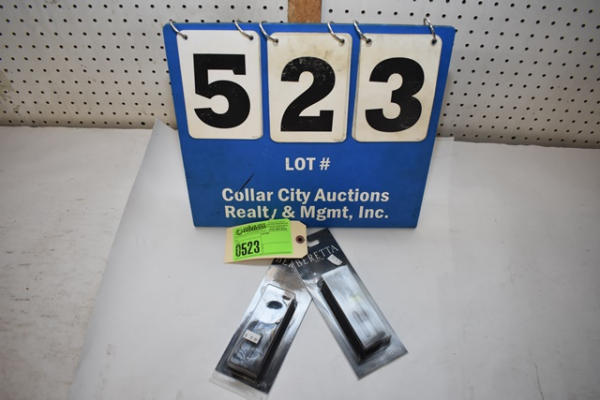 523
LOT #
Collar City Auctions
Realty & Mgmt, Inc.
0523
BERETTA